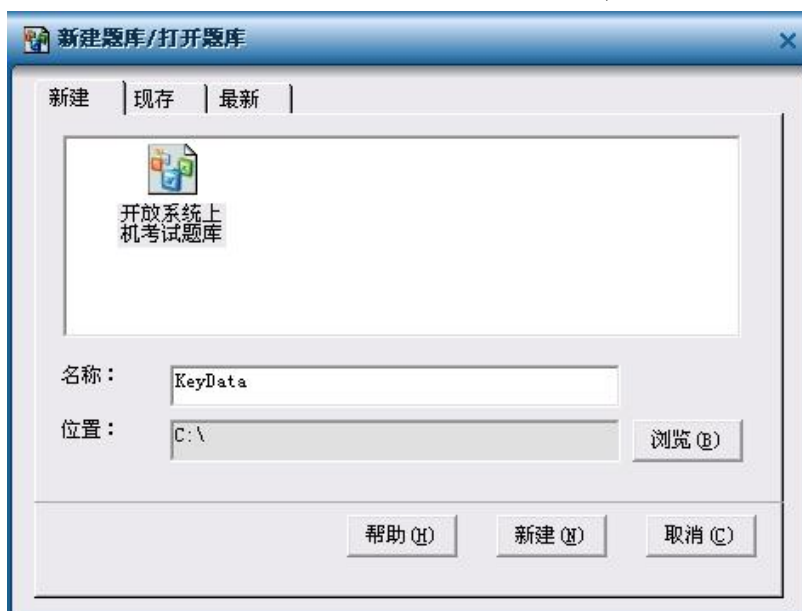 新建题库/打开题库
新建 现存 最新
开放系统上
机考试题库
名称：
KeyData
位置：
C:\
浏览(B)
帮助(H) 新建(N) 取消(C)